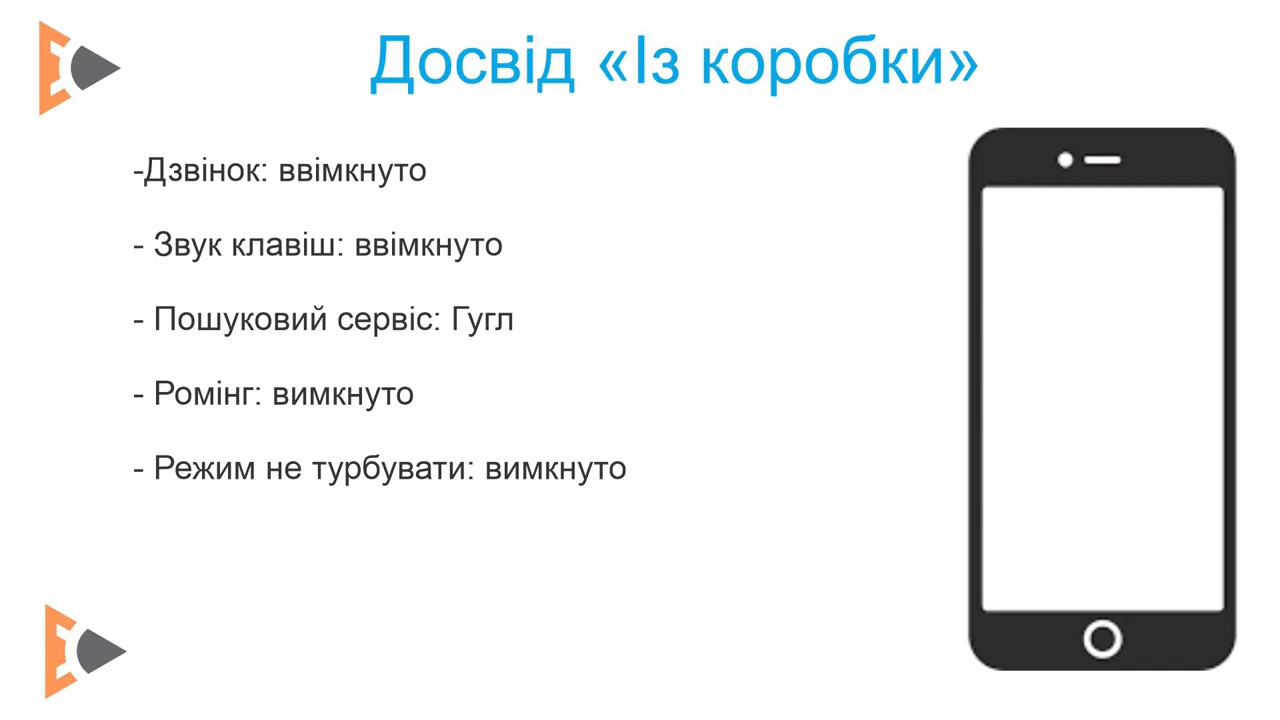 Досвід «Із коробки»
-Дзвінок: ввімкнуто
- Звук клавіш: ввімкнуто
- Пошуковий сервіс: Гугл
- Ромінг: вимкнуто
- Режим не турбувати: вимкнуто